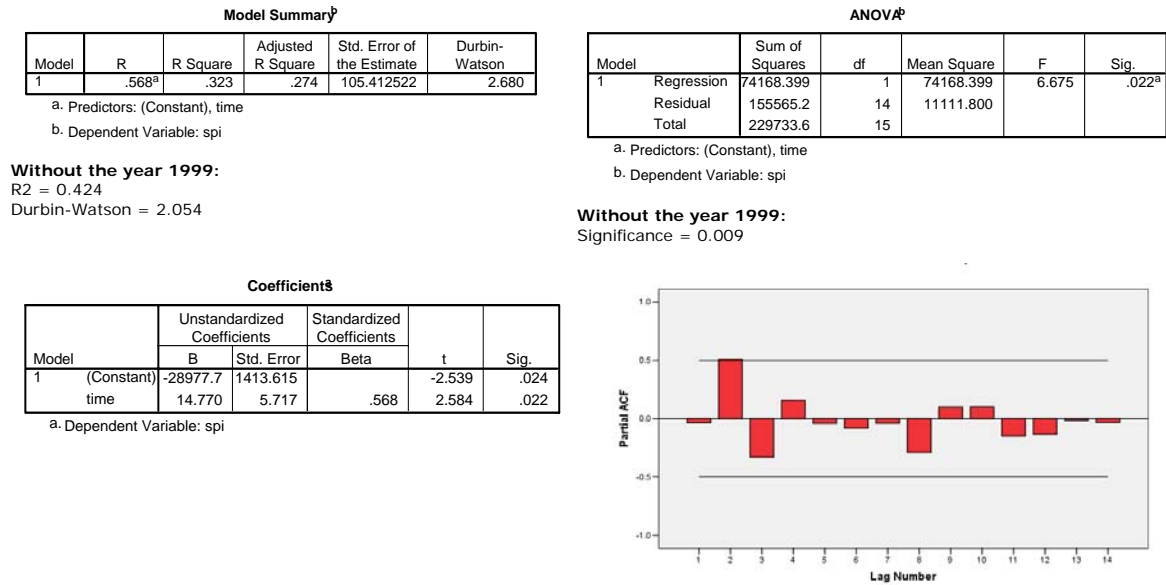 Model Summaryb
Model R R Square Adjusted R Square Std. Error of the Estimate Durbin-Watson
1 .568a .323 .274 105.412522 2.680
a. Predictors: (Constant), time
b. Dependent Variable: spi
Without the year 1999:
R2 = 0.424
Durbin-Watson = 2.054
ANOVAb
Model Sum of Squares df Mean Square F Sig.
1 Regression 74168.399 1 74168.399 6.675 .022a
Residual 155565.2 14 11111.800
Total 229733.6 15
a. Predictors: (Constant), time
b. Dependent Variable: spi
Without the year 1999:
Significance = 0.009
Coefficientsa
Model Unstandardized Coefficients Standardized Coefficients t Sig.
B Std. Error Beta
1 (Constant) -28977.7 1413.615 -2.539 .024
time 14.770 5.717 .568 2.584 .022
a. Dependent Variable: spi
1.0
0.5
0.0
-0.5
-1.0
Partial ACF
1 2 3 4 5 6 7 8 9 10 11 12 13 14
Lag Number